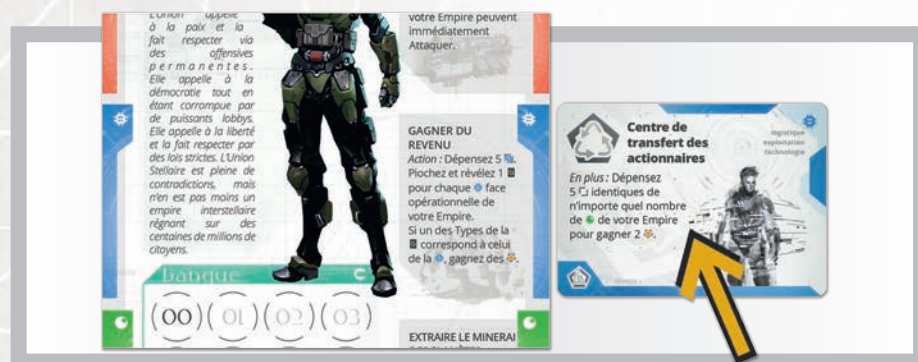 L'Union appelle
à la paix et la
fait respecter via
des offensives
permanentes.
Elle appelle à la
démocratie tout en
étant corrompue par
de puissants lobbys.
Elle appelle à la liberté
et la fait respecter par
des lois strictes. L'Union
Stellaire est pleine de
contradictions, mais
n'en est pas moins un
empire interstellaire
régnant sur des
centaines de millions de
citoyens.
banque
C
00
01
02
03
votre Empire peuvent
immédiatement
Attaquer.
GAGNER DU
REVENU
Action : Dépensez 5
Piochez et révélez 1
pour chaque face
opérationnelle de
votre Empire.
Si un des Types de la
correspond à celui
de la , gagnez des .
EXTRAIRE LE MINERAI
Centre de
transfert des
actionnaires
logistique
exploitation
technologie
En plus : Dépensez
5 identiques de
n'importe quel nombre
de de votre Empire
pour gagner 2 .